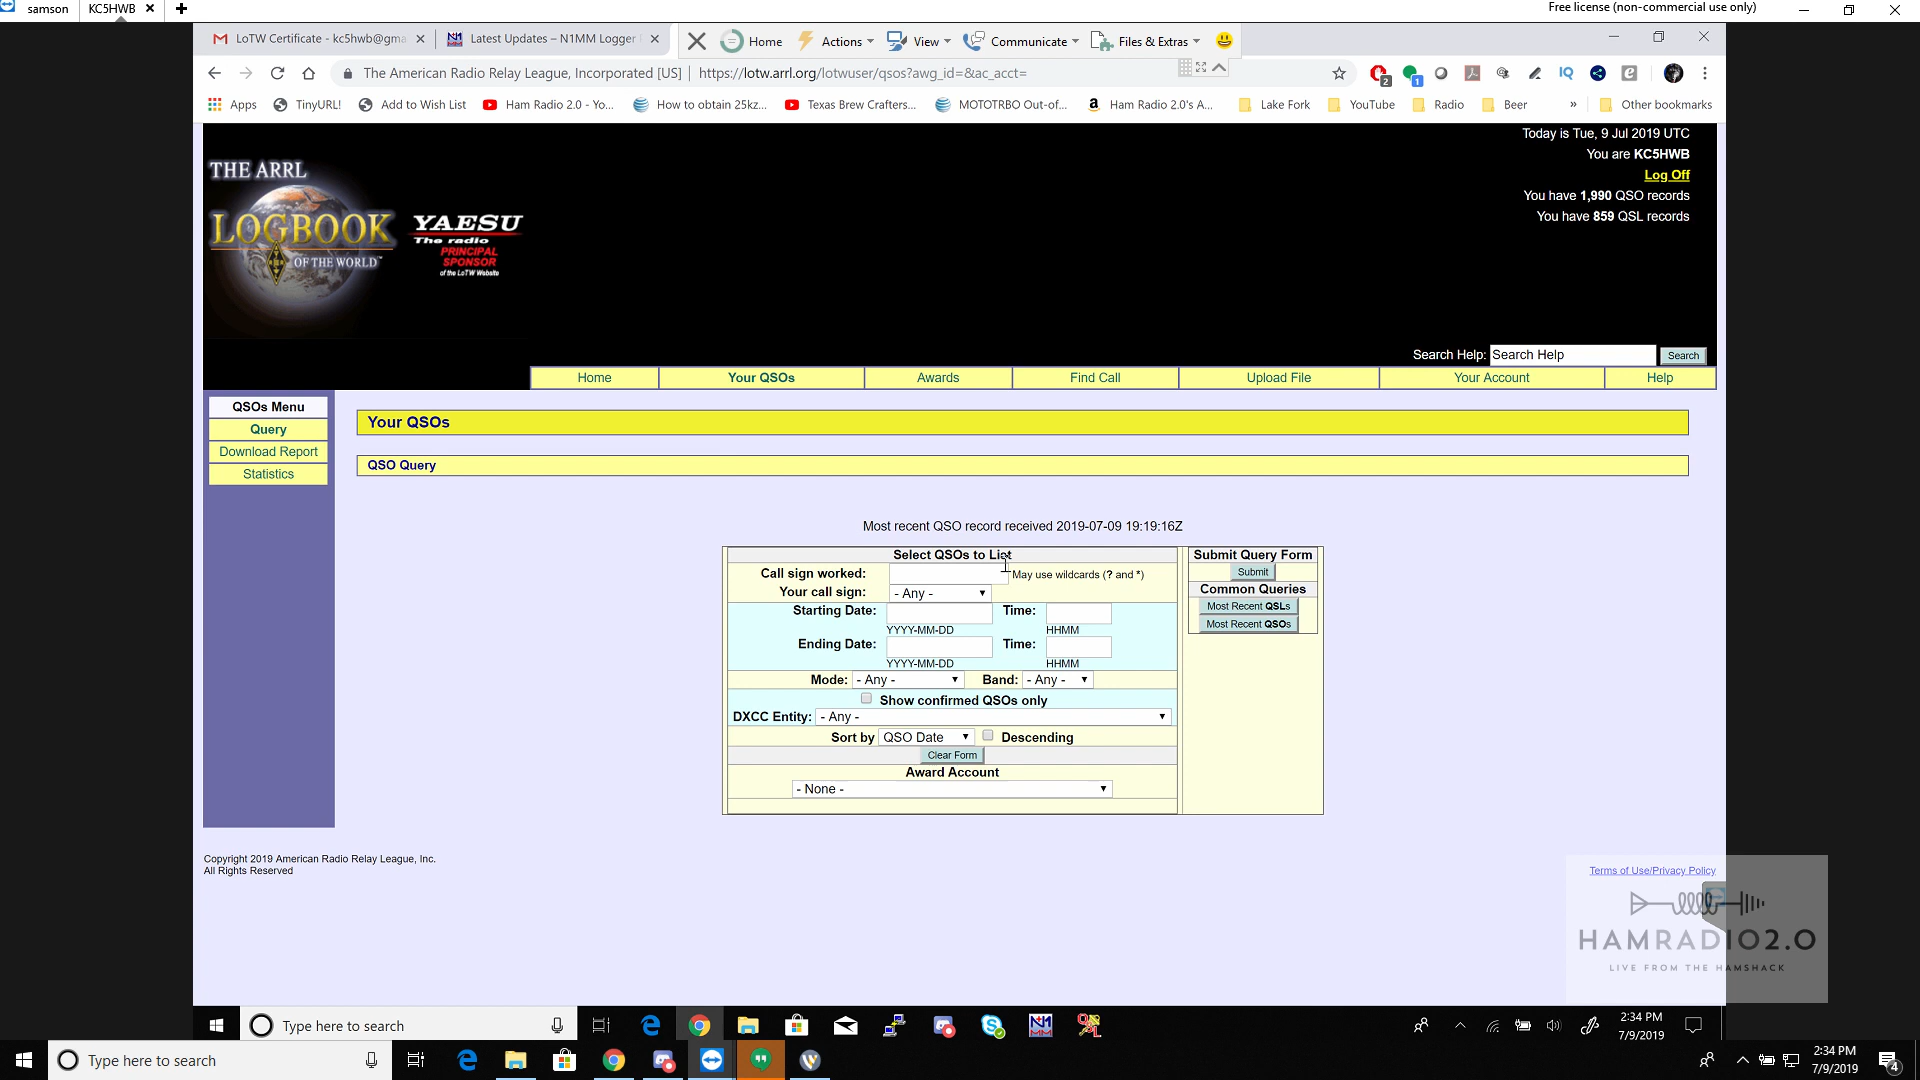 samson
KC5HWB
Free license (non-commercial use only)
LoTW Certificate - kc5hwb@gma
Latest Updates – N1MM Logger
Home
Actions
View
Communicate
Files & Extras
The American Radio Relay League, Incorporated [US]
https://lotw.arrl.org/lotwuser/qsos?awg_id=&ac_acct=
2
1
IQ
Apps
TinyURL!
Add to Wish List
Ham Radio 2.0 - Yo...
How to obtain 25kz...
Texas Brew Crafters...
MOTOTRBO Out-of...
Ham Radio 2.0's A...
Lake Fork
YouTube
Radio
Beer
»
Other bookmarks
Today is Tue, 9 Jul 2019 UTC
You are KC5HWB
Log Off
You have 1,990 QSO records
You have 859 QSL records
THE ARRL
LOGBOOK
OF THE WORLD
YAESU
The radio
PRINCIPAL
SPONSOR
of the LoTW Website
Search Help: Search Help Search
Home
Your QSOs
Awards
Find Call
Upload File
Your Account
Help
QSOs Menu
Query
Download Report
Statistics
Your QSOs
QSO Query
Most recent QSO record received 2019-07-09 19:19:16Z
Select QSOs to List
Call sign worked: May use wildcards (? and *)
Your call sign: - Any -
Starting Date: Time:
YYYY-MM-DD HHMM
Ending Date: Time:
YYYY-MM-DD HHMM
Mode: - Any - Band: - Any -
Show confirmed QSOs only
DXCC Entity: - Any -
Sort by QSO Date Descending
Clear Form
Award Account
- None -
Submit Query Form
Submit
Common Queries
Most Recent QSLs
Most Recent QSOs
Copyright 2019 American Radio Relay League, Inc.
All Rights Reserved
Terms of Use/Privacy Policy
HAMRADIO2.0
LIVE FROM THE HAMSHACK
Type here to search
2:34 PM
7/9/2019
Type here to search
2:34 PM
7/9/2019
4